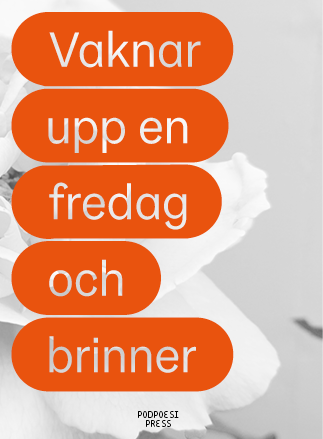 Vaknar
upp en
fredag
och
brinner
PODPOESI
PRESS